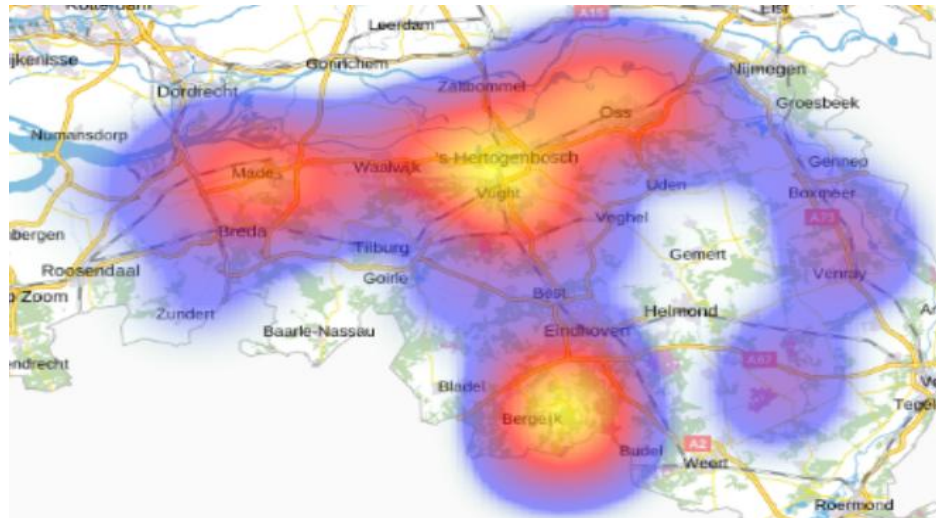 Rotterdam
Leerdam
A15
Elst
ijkenisse
Gorinchem
Nijmegen
Dordrecht
Zaltbommel
Groesbeek
Oss
Numansdorp
's-Hertogenbosch
Waalwijk
Made
Gennep
Uden
Boxmeer
Vught
Veghel
A73
Breda
nbergen
Tilburg
Gemert
Roosendaal
Goirle
Venray
Best
p Zoom
Helmond
Zundert
Baarle-Nassau
Eindhoven
endrecht
A67
Bladel
Tegel
Bergeijk
A2
Budel
Weert
Roermond